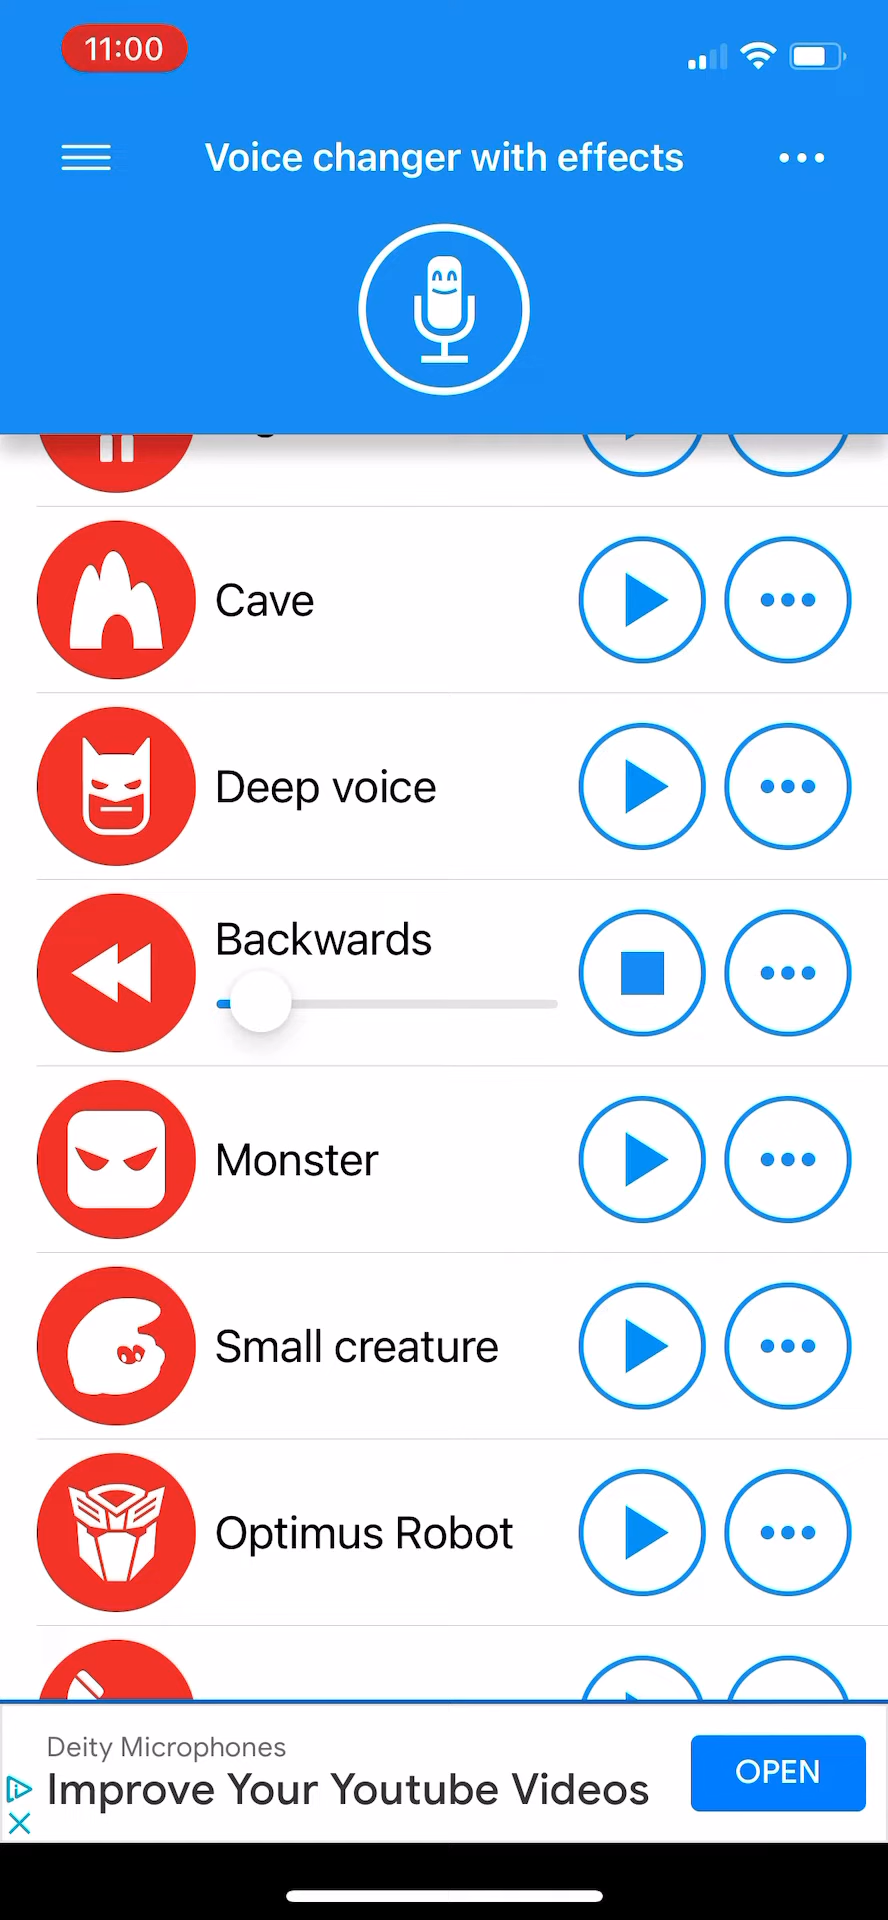 11:00
Voice changer with effects
Cave
Deep voice
Backwards
Monster
Small creature
Optimus Robot
Deity Microphones
Improve Your Youtube Videos
OPEN